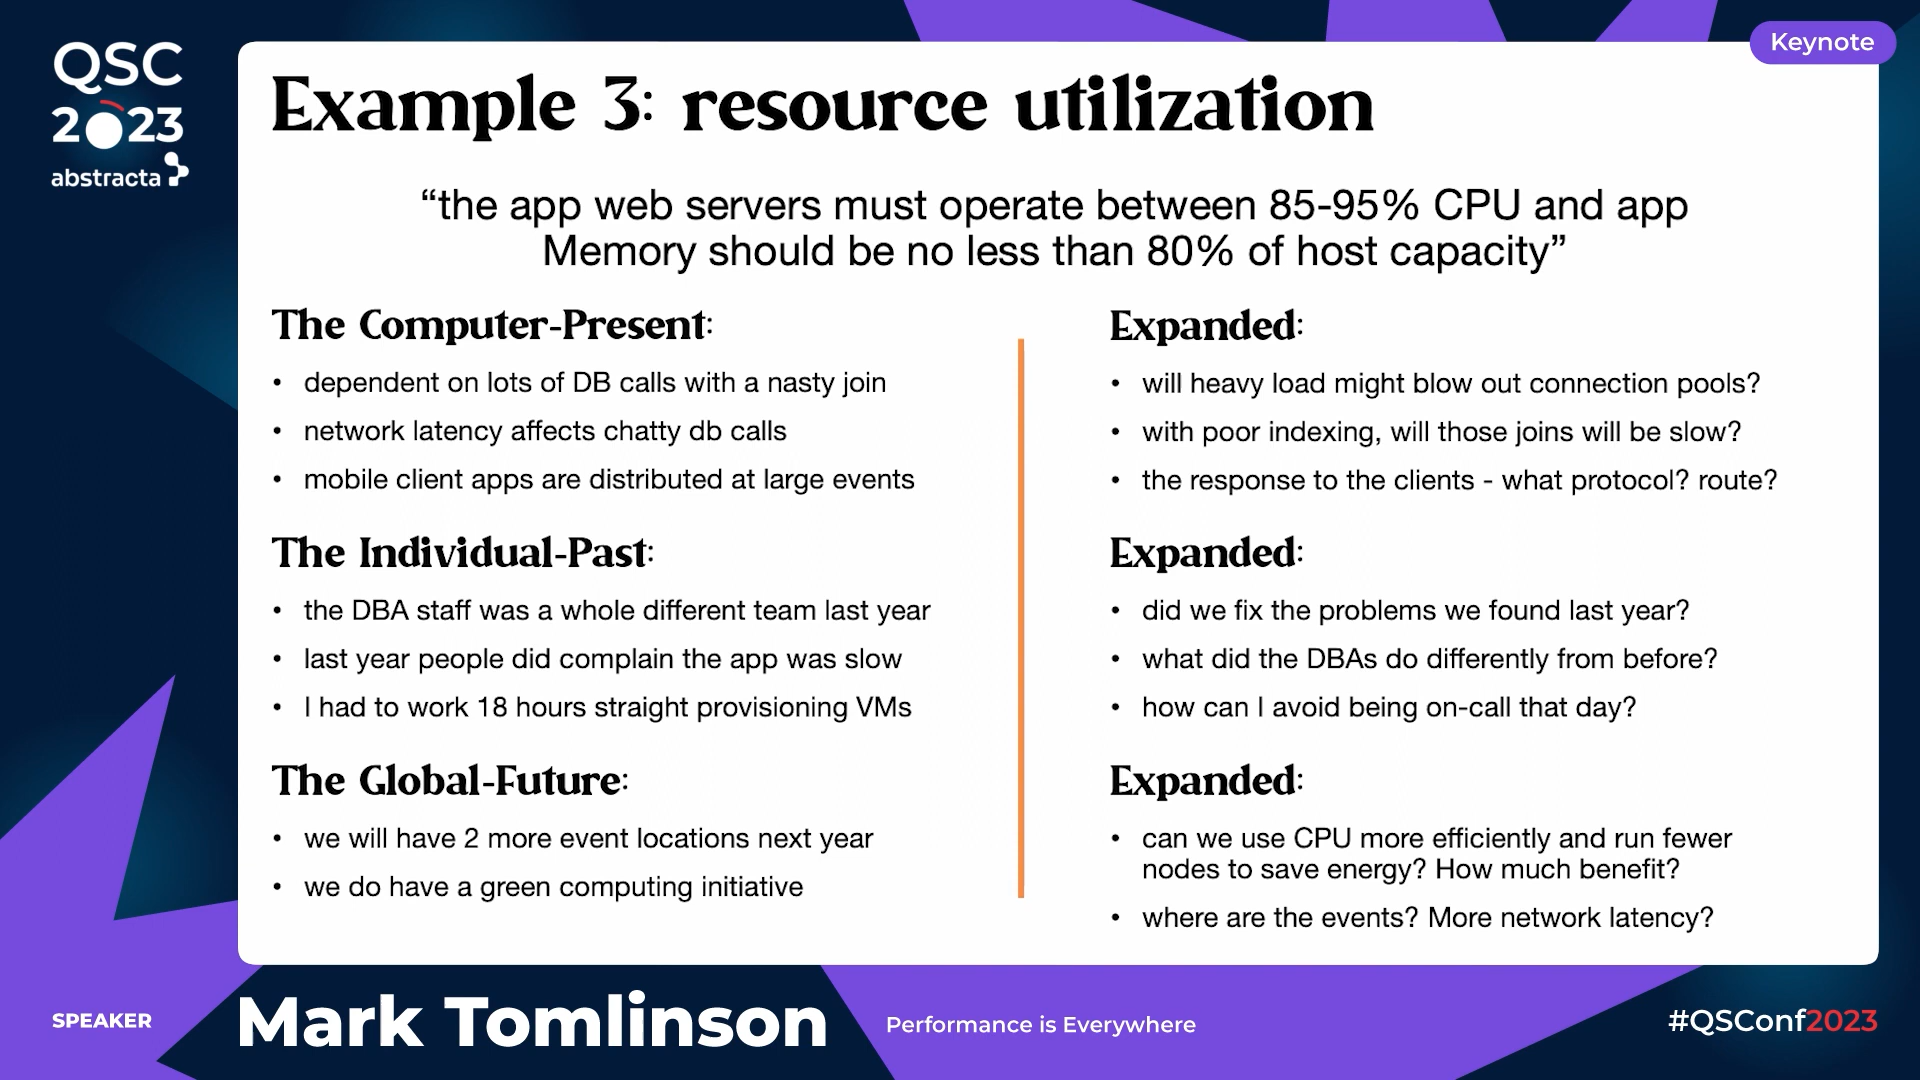 QSC
2023
abstracta
Keynote
Example 3: resource utilization
“the app web servers must operate between 85-95% CPU and app
Memory should be no less than 80% of host capacity”
The Computer-Present:
• dependent on lots of DB calls with a nasty join
• network latency affects chatty db calls
• mobile client apps are distributed at large events
The Individual-Past:
• the DBA staff was a whole different team last year
• last year people did complain the app was slow
• I had to work 18 hours straight provisioning VMs
The Global-Future:
• we will have 2 more event locations next year
• we do have a green computing initiative
Expanded:
• will heavy load might blow out connection pools?
• with poor indexing, will those joins will be slow?
• the response to the clients - what protocol? route?
Expanded:
• did we fix the problems we found last year?
• what did the DBAs do differently from before?
• how can I avoid being on-call that day?
Expanded:
• can we use CPU more efficiently and run fewer
nodes to save energy? How much benefit?
• where are the events? More network latency?
SPEAKER
Mark Tomlinson
Performance is Everywhere
#QSConf2023